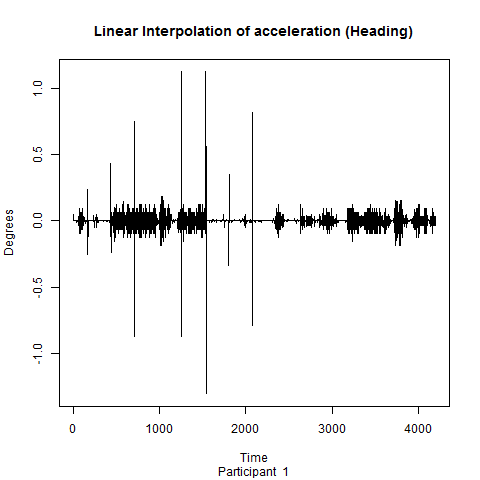 Linear Interpolation of acceleration (Heading)
1.0
0.5
0.0
-0.5
-1.0
Degrees
0 1000 2000 3000 4000
Time
Participant 1